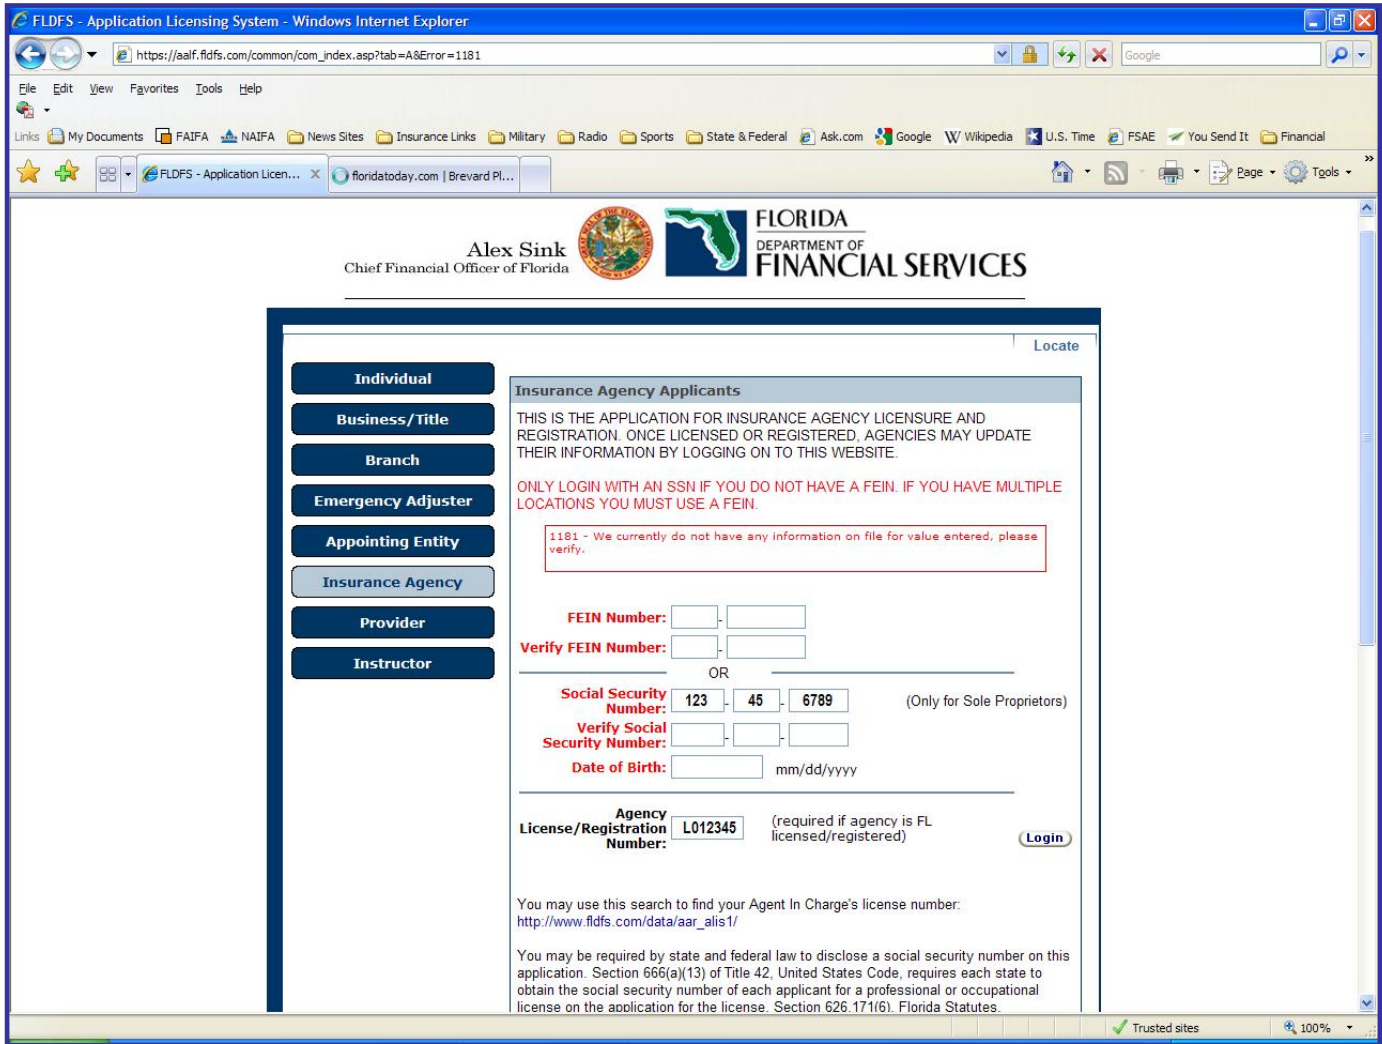 FLDFS - Application Licensing System - Windows Internet Explorer
https://aalf.fldfs.com/common/com_index.asp?tab=A&Error=1181
Google
File Edit View Favorites Tools Help
Links My Documents FAIFA NAIFA News Sites Insurance Links Military Radio Sports State & Federal Ask.com Google Wikipedia U.S. Time FSAE You Send It Financial
FLDFS - Application Licen... X floridatoday.com | Brevard Pl... Page Tools
Alex Sink
Chief Financial Officer of Florida
FLORIDA
DEPARTMENT OF
FINANCIAL SERVICES
Locate
Individual
Business/Title
Branch
Emergency Adjuster
Appointing Entity
Insurance Agency
Provider
Instructor
Insurance Agency Applicants
THIS IS THE APPLICATION FOR INSURANCE AGENCY LICENSURE AND
REGISTRATION. ONCE LICENSED OR REGISTERED, AGENCIES MAY UPDATE
THEIR INFORMATION BY LOGGING ON TO THIS WEBSITE.
ONLY LOGIN WITH AN SSN IF YOU DO NOT HAVE A FEIN. IF YOU HAVE MULTIPLE
LOCATIONS YOU MUST USE A FEIN.
1181 - We currently do not have any information on file for value entered, please
verify.
FEIN Number: -
Verify FEIN Number: -
OR
Social Security
Number: 123 - 45 - 6789 (Only for Sole Proprietors)
Verify Social
Security Number: - -
Date of Birth: mm/dd/yyyy
Agency
License/Registration
Number: L012345 (required if agency is FL
licensed/registered)
Login
You may use this search to find your Agent In Charge's license number:
http://www.fldfs.com/data/aar_alis1/
You may be required by state and federal law to disclose a social security number on this
application. Section 666(a)(13) of Title 42, United States Code, requires each state to
obtain the social security number of each applicant for a professional or occupational
license on the application for the license. Section 626.171(6), Florida Statutes.
Trusted sites 100%